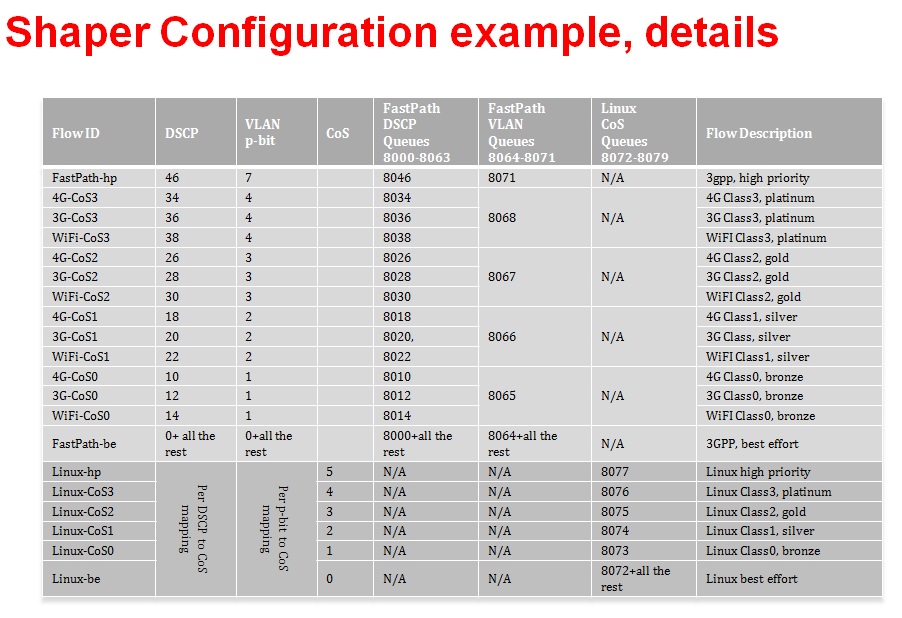 Shaper Configuration example, details
Flow ID DSCP VLAN p-bit CoS FastPath DSCP Queues 8000-8063 FastPath VLAN Queues 8064-8071 Linux CoS Queues 8072-8079 Flow Description
FastPath-hp 46 7 8046 8071 N/A 3gpp, high priority
4G-CoS3 34 4 8034 4G Class3, platinum
3G-CoS3 36 4 8036 8068 N/A 3G Class3, platinum
WiFi-CoS3 38 4 8038 WiFI Class3, platinum
4G-CoS2 26 3 8026 4G Class2, gold
3G-CoS2 28 3 8028 8067 N/A 3G Class2, gold
WiFi-CoS2 30 3 8030 WiFI Class2, gold
4G-CoS1 18 2 8018 4G Class1, silver
3G-CoS1 20 2 8020, 8066 N/A 3G Class, silver
WiFi-CoS1 22 2 8022 WiFI Class1, silver
4G-CoS0 10 1 8010 4G Class0, bronze
3G-CoS0 12 1 8012 8065 N/A 3G Class0, bronze
WiFi-CoS0 14 1 8014 WiFI Class0, bronze
FastPath-be 0+ all the rest 0+all the rest 8000+all the rest 8064+all the rest N/A 3GPP, best effort
Linux-hp Per DSCP to CoS mapping Per p-bit to CoS mapping 5 N/A N/A 8077 Linux high priority
Linux-CoS3 4 N/A N/A 8076 Linux Class3, platinum
Linux-CoS2 3 N/A N/A 8075 Linux Class2, gold
Linux-CoS1 2 N/A N/A 8074 Linux Class1, silver
Linux-CoS0 1 N/A N/A 8073 Linux Class0, bronze
Linux-be 0 N/A N/A 8072+all the rest Linux best effort